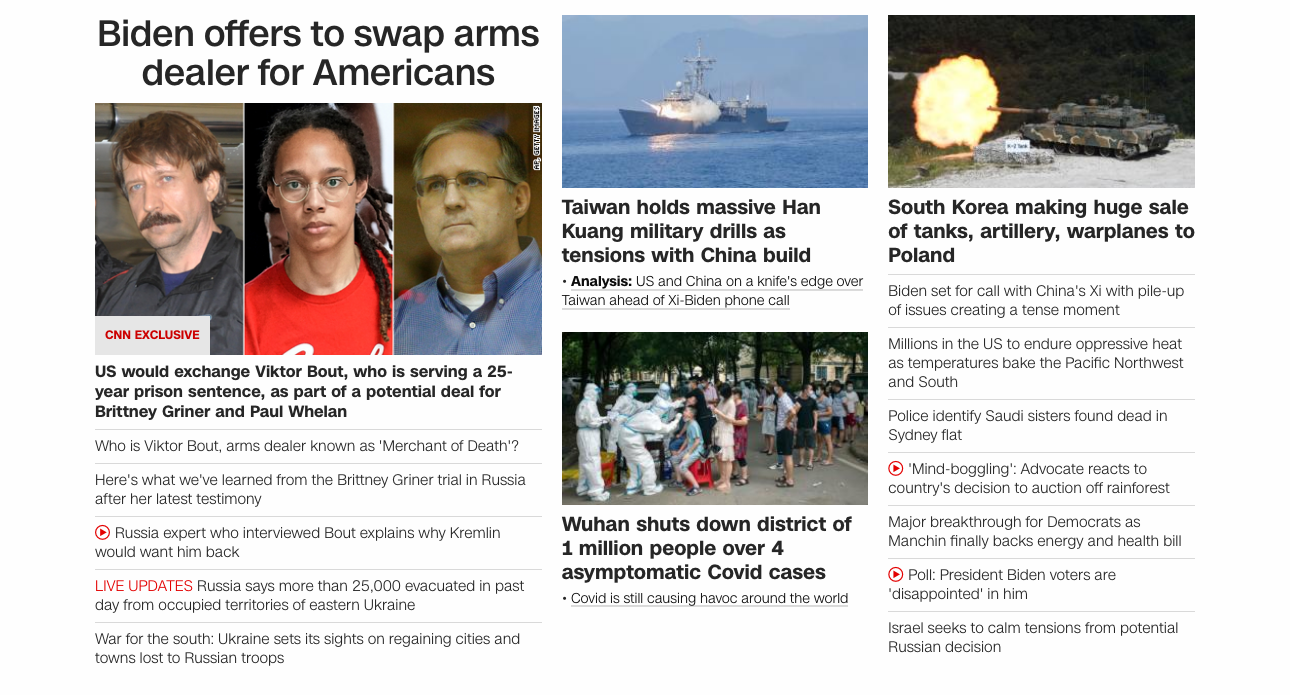 Biden offers to swap arms
dealer for Americans
AP, GETTY IMAGES
CNN EXCLUSIVE
US would exchange Viktor Bout, who is serving a 25-
year prison sentence, as part of a potential deal for
Brittney Griner and Paul Whelan
Who is Viktor Bout, arms dealer known as 'Merchant of Death'?
Here's what we've learned from the Brittney Griner trial in Russia
after her latest testimony
Russia expert who interviewed Bout explains why Kremlin
would want him back
LIVE UPDATES Russia says more than 25,000 evacuated in past
day from occupied territories of eastern Ukraine
War for the south: Ukraine sets its sights on regaining cities and
towns lost to Russian troops
Taiwan holds massive Han
Kuang military drills as
tensions with China build
• Analysis: US and China on a knife's edge over
Taiwan ahead of Xi-Biden phone call
Wuhan shuts down district of
1 million people over 4
asymptomatic Covid cases
• Covid is still causing havoc around the world
K-2 Tank
South Korea making huge sale
of tanks, artillery, warplanes to
Poland
Biden set for call with China's Xi with pile-up
of issues creating a tense moment
Millions in the US to endure oppressive heat
as temperatures bake the Pacific Northwest
and South
Police identify Saudi sisters found dead in
Sydney flat
'Mind-boggling': Advocate reacts to
country's decision to auction off rainforest
Major breakthrough for Democrats as
Manchin finally backs energy and health bill
Poll: President Biden voters are
'disappointed' in him
Israel seeks to calm tensions from potential
Russian decision